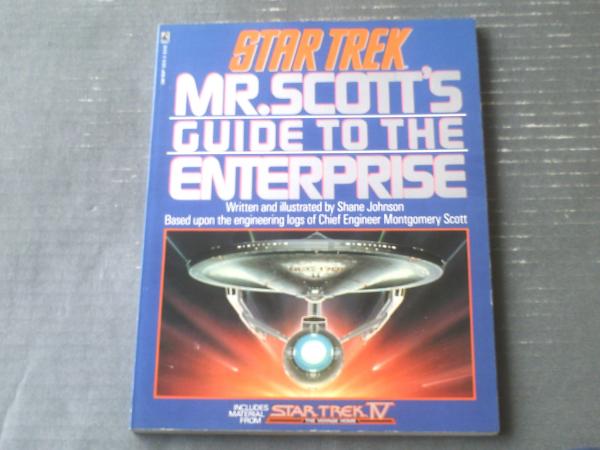 STAR TREK
MR. SCOTT'S
GUIDE TO THE
ENTERPRISE
Written and illustrated by Shane Johnson
Based upon the engineering logs of Chief Engineer Montgomery Scott
INCLUDES
MATERIAL
FROM
STAR TREK IV
THE VOYAGE HOME